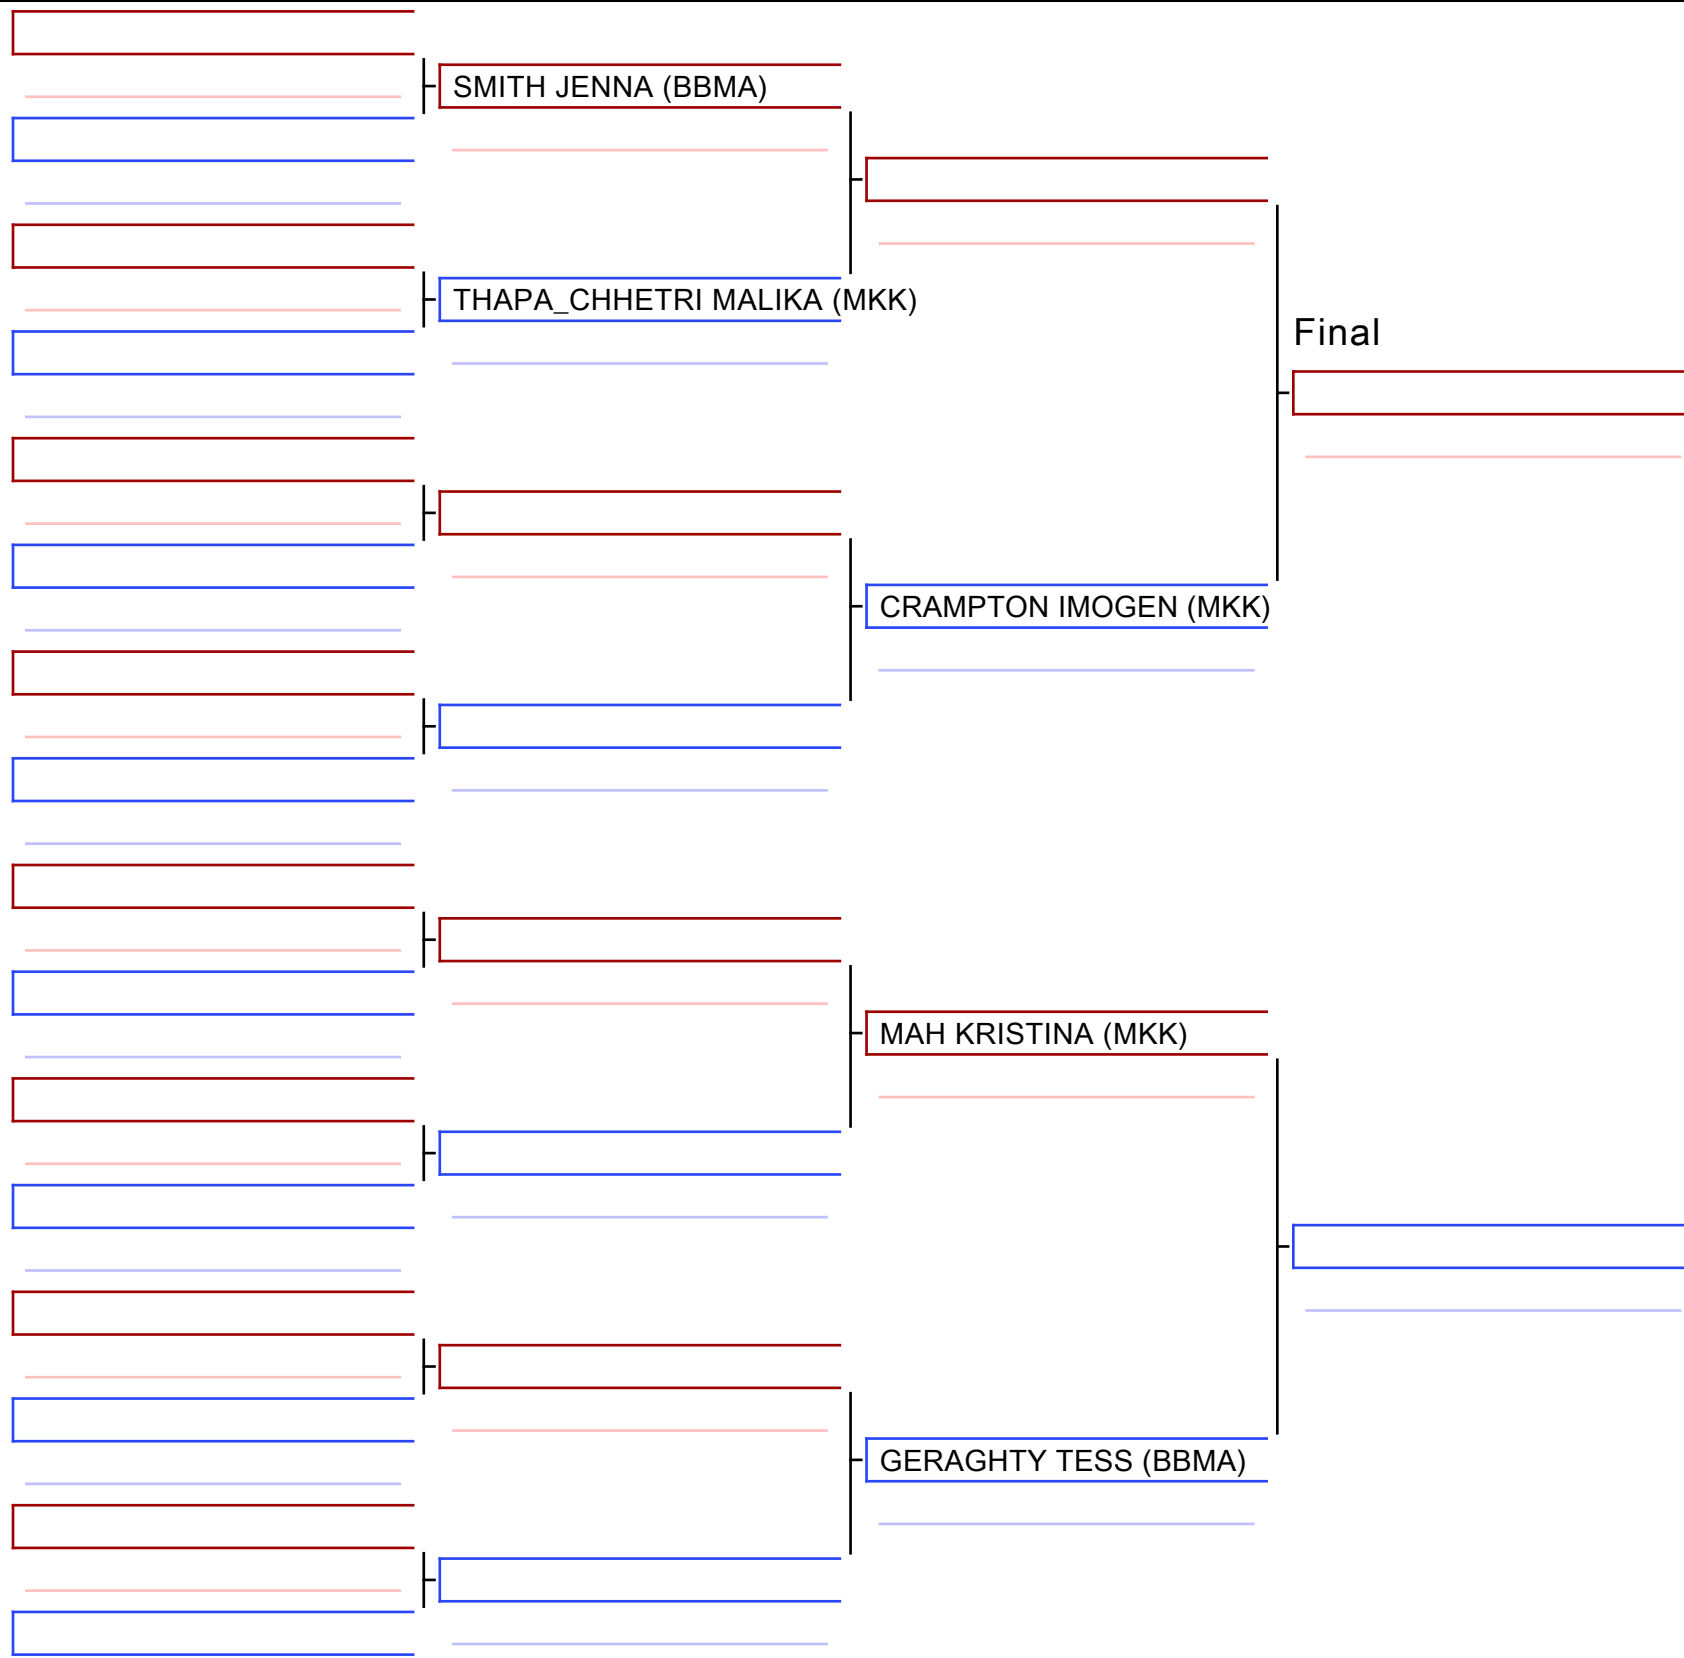 SMITH JENNA (BBMA)
THAPA_CHHETRI MALIKA (MKK)
Final
CRAMPTON IMOGEN (MKK)
MAH KRISTINA (MKK)
GERAGHTY TESS (BBMA)